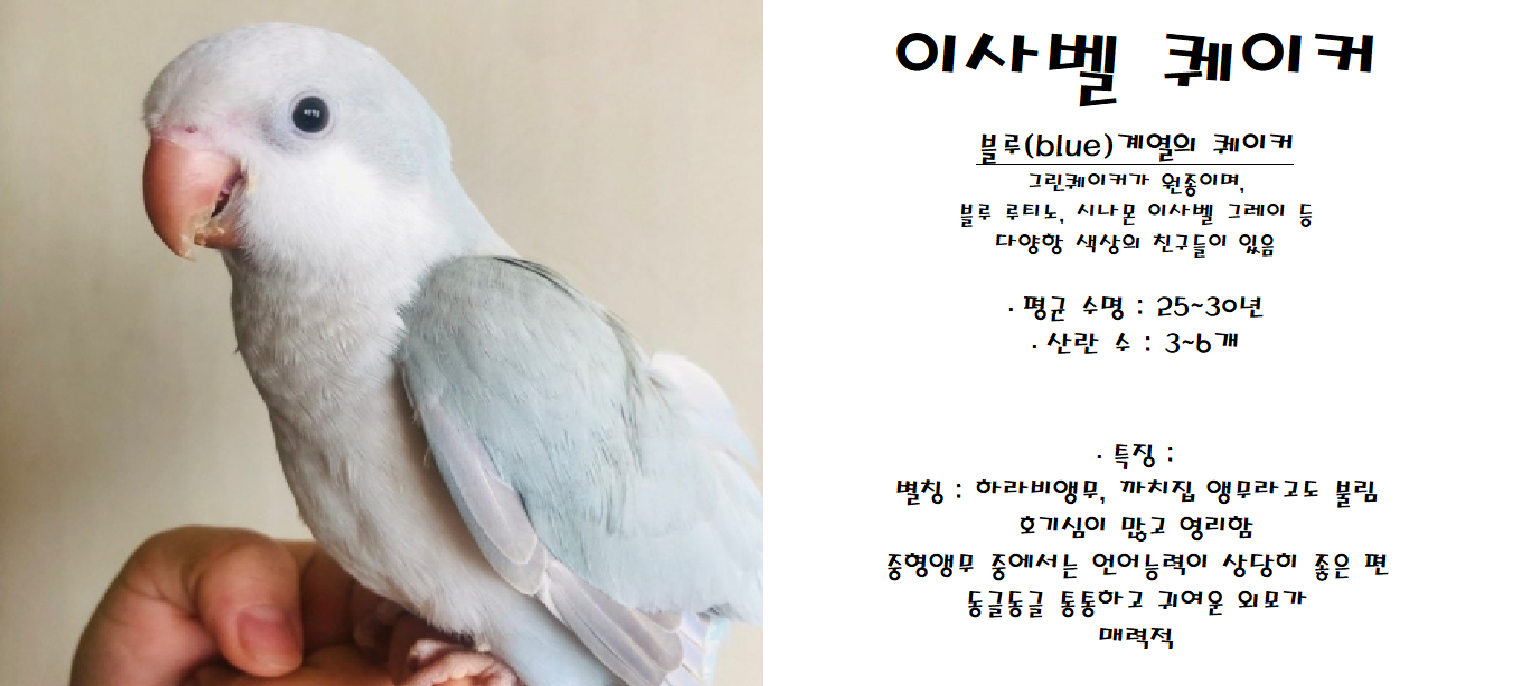 이사벨 퀘이커
블루(blue)계열의 퀘이커
그린퀘이커가 원종이며,
블루 루티노, 시나몬 이사벨 그레이 등
다양항 색상의 친구들이 있음
· 평균 수명 : 25~30년
· 산란 수 : 3~6개
· 특징 :
별칭 : 하라비앵무, 까치집 앵무라고도 불림
호기심이 많고 영리함
중형앵무 중에서는 언어능력이 상당히 좋은 편
동글동글 통통하고 귀여운 외모가
매력적